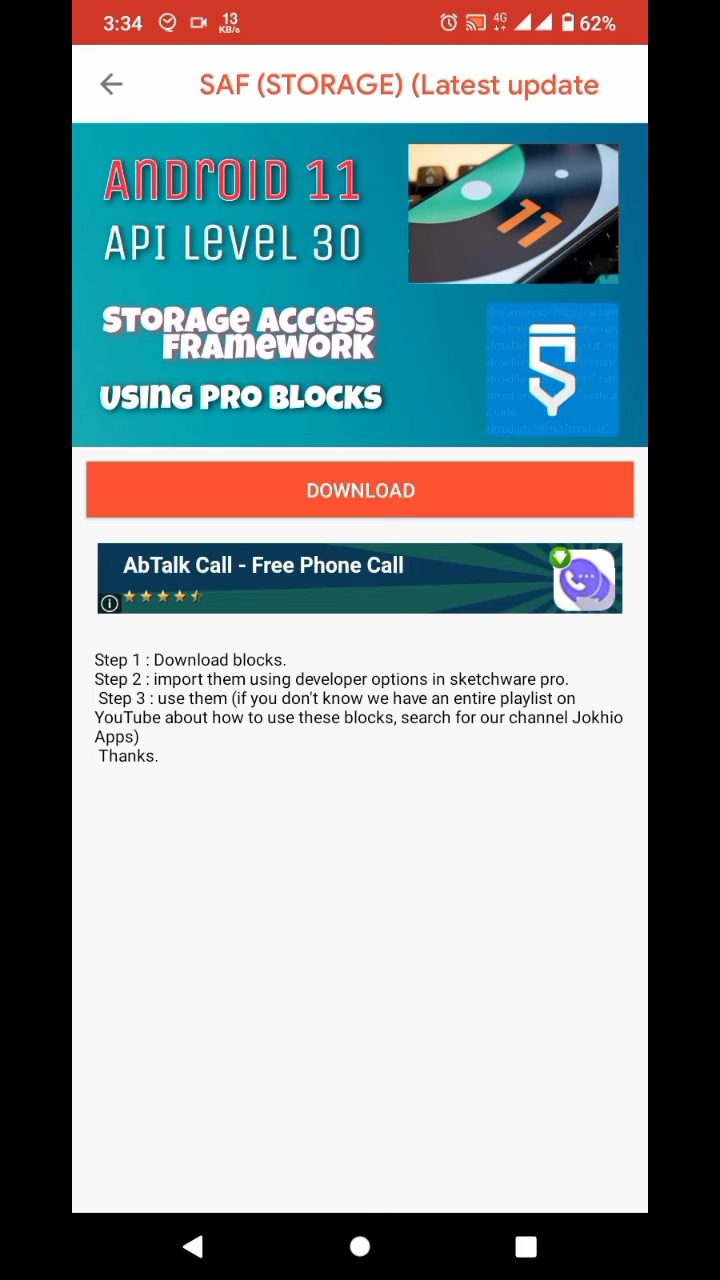 3:34
13
KB/s
4G
62%
SAF (STORAGE) (Latest update
Android 11
11
API Level 30
Storage Access
Framework
Using Pro Blocks
DOWNLOAD
AbTalk Call - Free Phone Call
Step 1 : Download blocks.
Step 2 : import them using developer options in sketchware pro.
Step 3 : use them (if you don't know we have an entire playlist on
YouTube about how to use these blocks, search for our channel Jokhio
Apps)
Thanks.